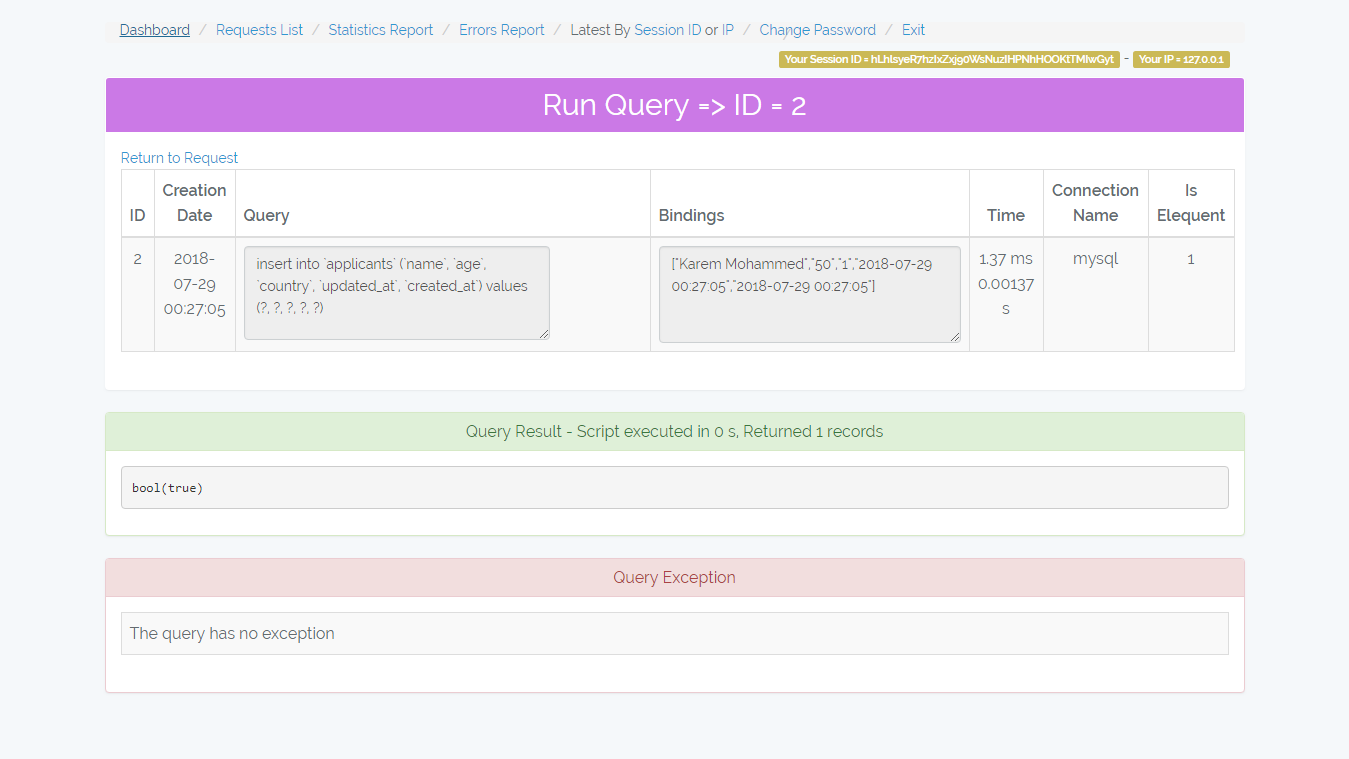 Dashboard / Requests List / Statistics Report / Errors Report / Latest By Session ID or IP / Change Password / Exit
Your IP = 127.0.0.1
Run Query => ID = 2
Return to Request
ID Creation Date Query Bindings Time Connection Name Is Elequent
2
2018-
07-29
00:27:05
insert into `applicants` (`name`, `age`,
`country`, `updated_at`, `created_at`) values
(?, ?, ?, ?, ?)
["Karem Mohammed","50","1","2018-07-29
00:27:05","2018-07-29 00:27:05"]
1.37 ms
0.00137
s
mysql
1
Query Result - Script executed in 0 s, Returned 1 records
bool(true)
Query Exception
The query has no exception